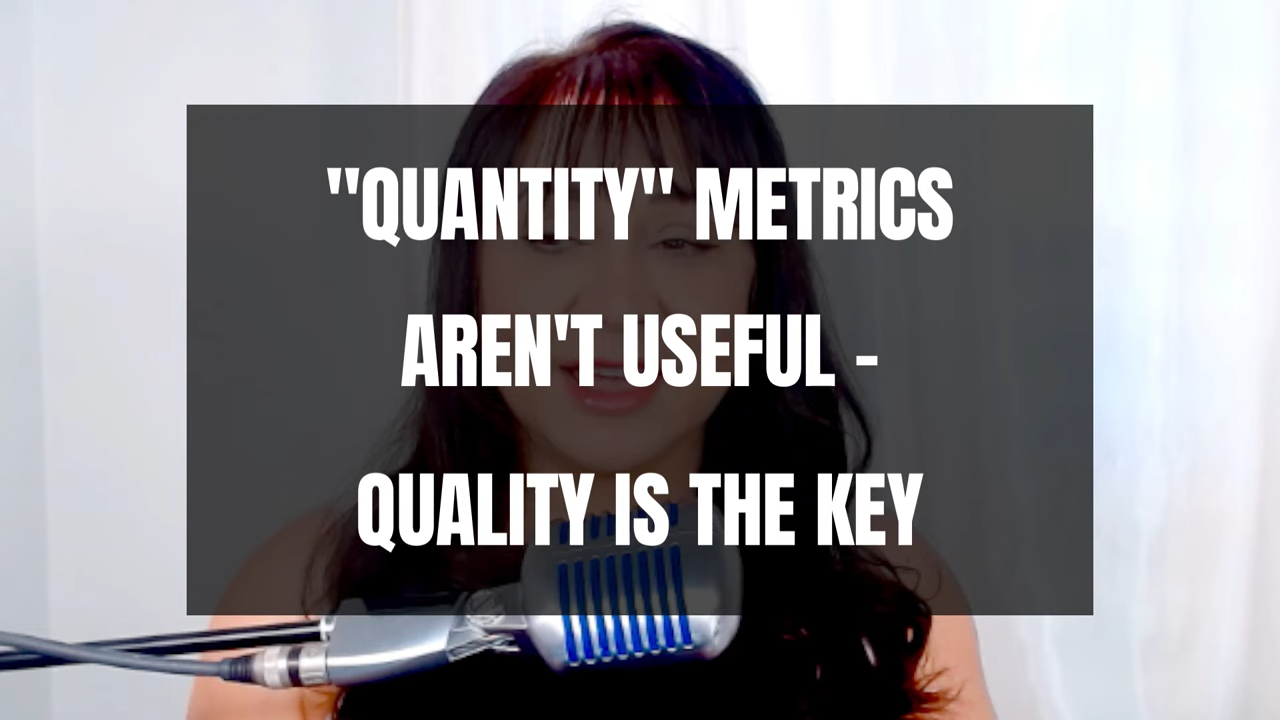 "QUANTITY" METRICS
AREN'T USEFUL -
QUALITY IS THE KEY